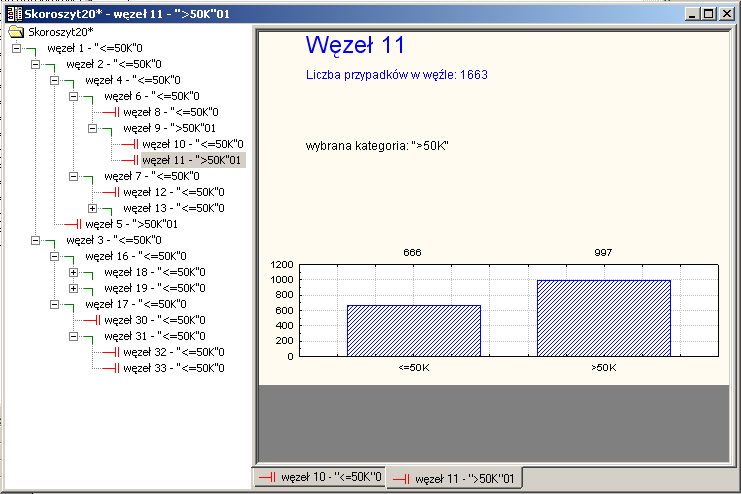 Skoroszyt20* - węzeł 11 - ">50K"01
Skoroszyt20*
węzeł 1 - "<=50K"0
węzeł 2 - "<=50K"0
węzeł 4 - "<=50K"0
węzeł 6 - "<=50K"0
węzeł 8 - "<=50K"0
węzeł 9 - ">50K"01
węzeł 10 - "<=50K"0
węzeł 11 - ">50K"01
węzeł 7 - "<=50K"0
węzeł 12 - "<=50K"0
węzeł 13 - "<=50K"0
węzeł 5 - ">50K"01
węzeł 3 - "<=50K"0
węzeł 16 - "<=50K"0
węzeł 18 - "<=50K"0
węzeł 19 - "<=50K"0
węzeł 17 - "<=50K"0
węzeł 30 - "<=50K"0
węzeł 31 - "<=50K"0
węzeł 32 - "<=50K"0
węzeł 33 - "<=50K"0
Węzeł 11
Liczba przypadków w węźle: 1663
wybrana kategoria: ">50K"
666 997
1200
1000
800
600
400
200
0
<=50K >50K
węzeł 10 - "<=50K"0 węzeł 11 - ">50K"01